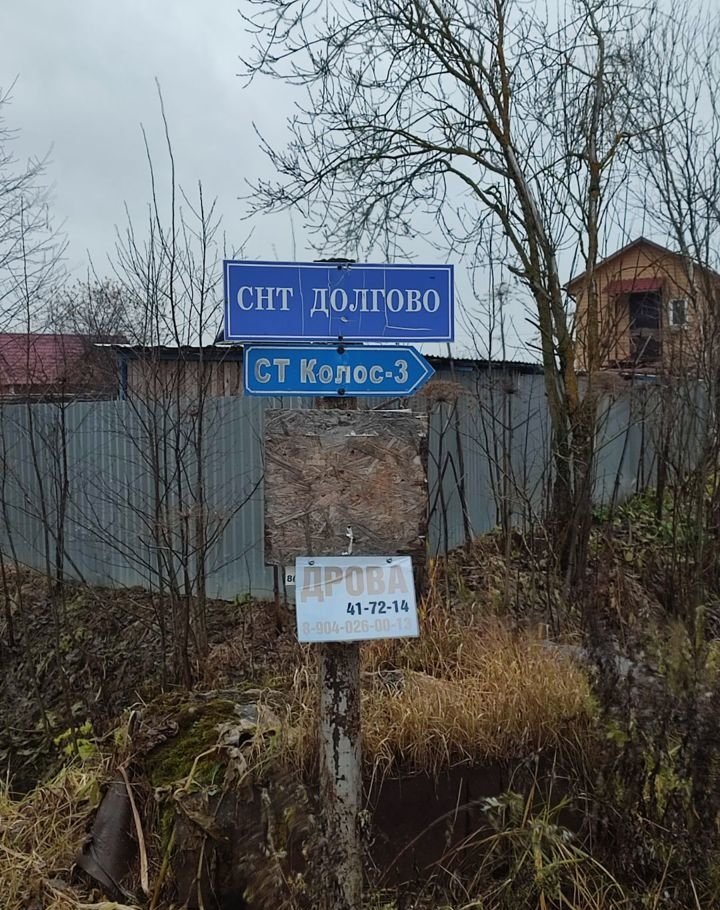 СНТ ДОЛГОВО
СТ Колос-3
ДРОВА
41-72-14
8-904-026-00-13